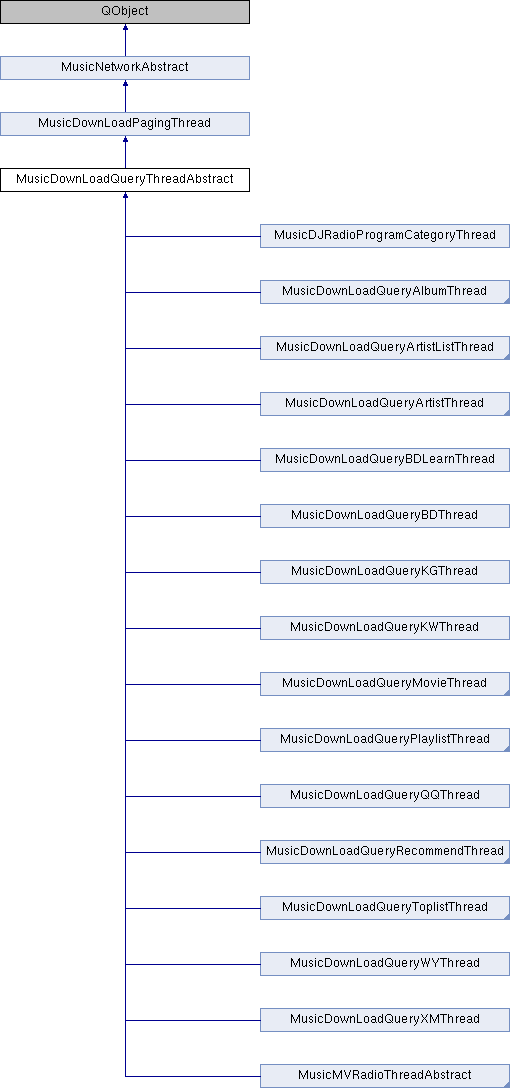 QObject
MusicNetworkAbstract
MusicDownLoadPagingThread
MusicDownLoadQueryThreadAbstract
MusicDJRadioProgramCategoryThread
MusicDownLoadQueryAlbumThread
MusicDownLoadQueryArtistListThread
MusicDownLoadQueryArtistThread
MusicDownLoadQueryBDLearnThread
MusicDownLoadQueryBDThread
MusicDownLoadQueryKGThread
MusicDownLoadQueryKWThread
MusicDownLoadQueryMovieThread
MusicDownLoadQueryPlaylistThread
MusicDownLoadQueryQQThread
MusicDownLoadQueryRecommendThread
MusicDownLoadQueryToplistThread
MusicDownLoadQueryWYThread
MusicDownLoadQueryXMThread
MusicMVRadioThreadAbstract